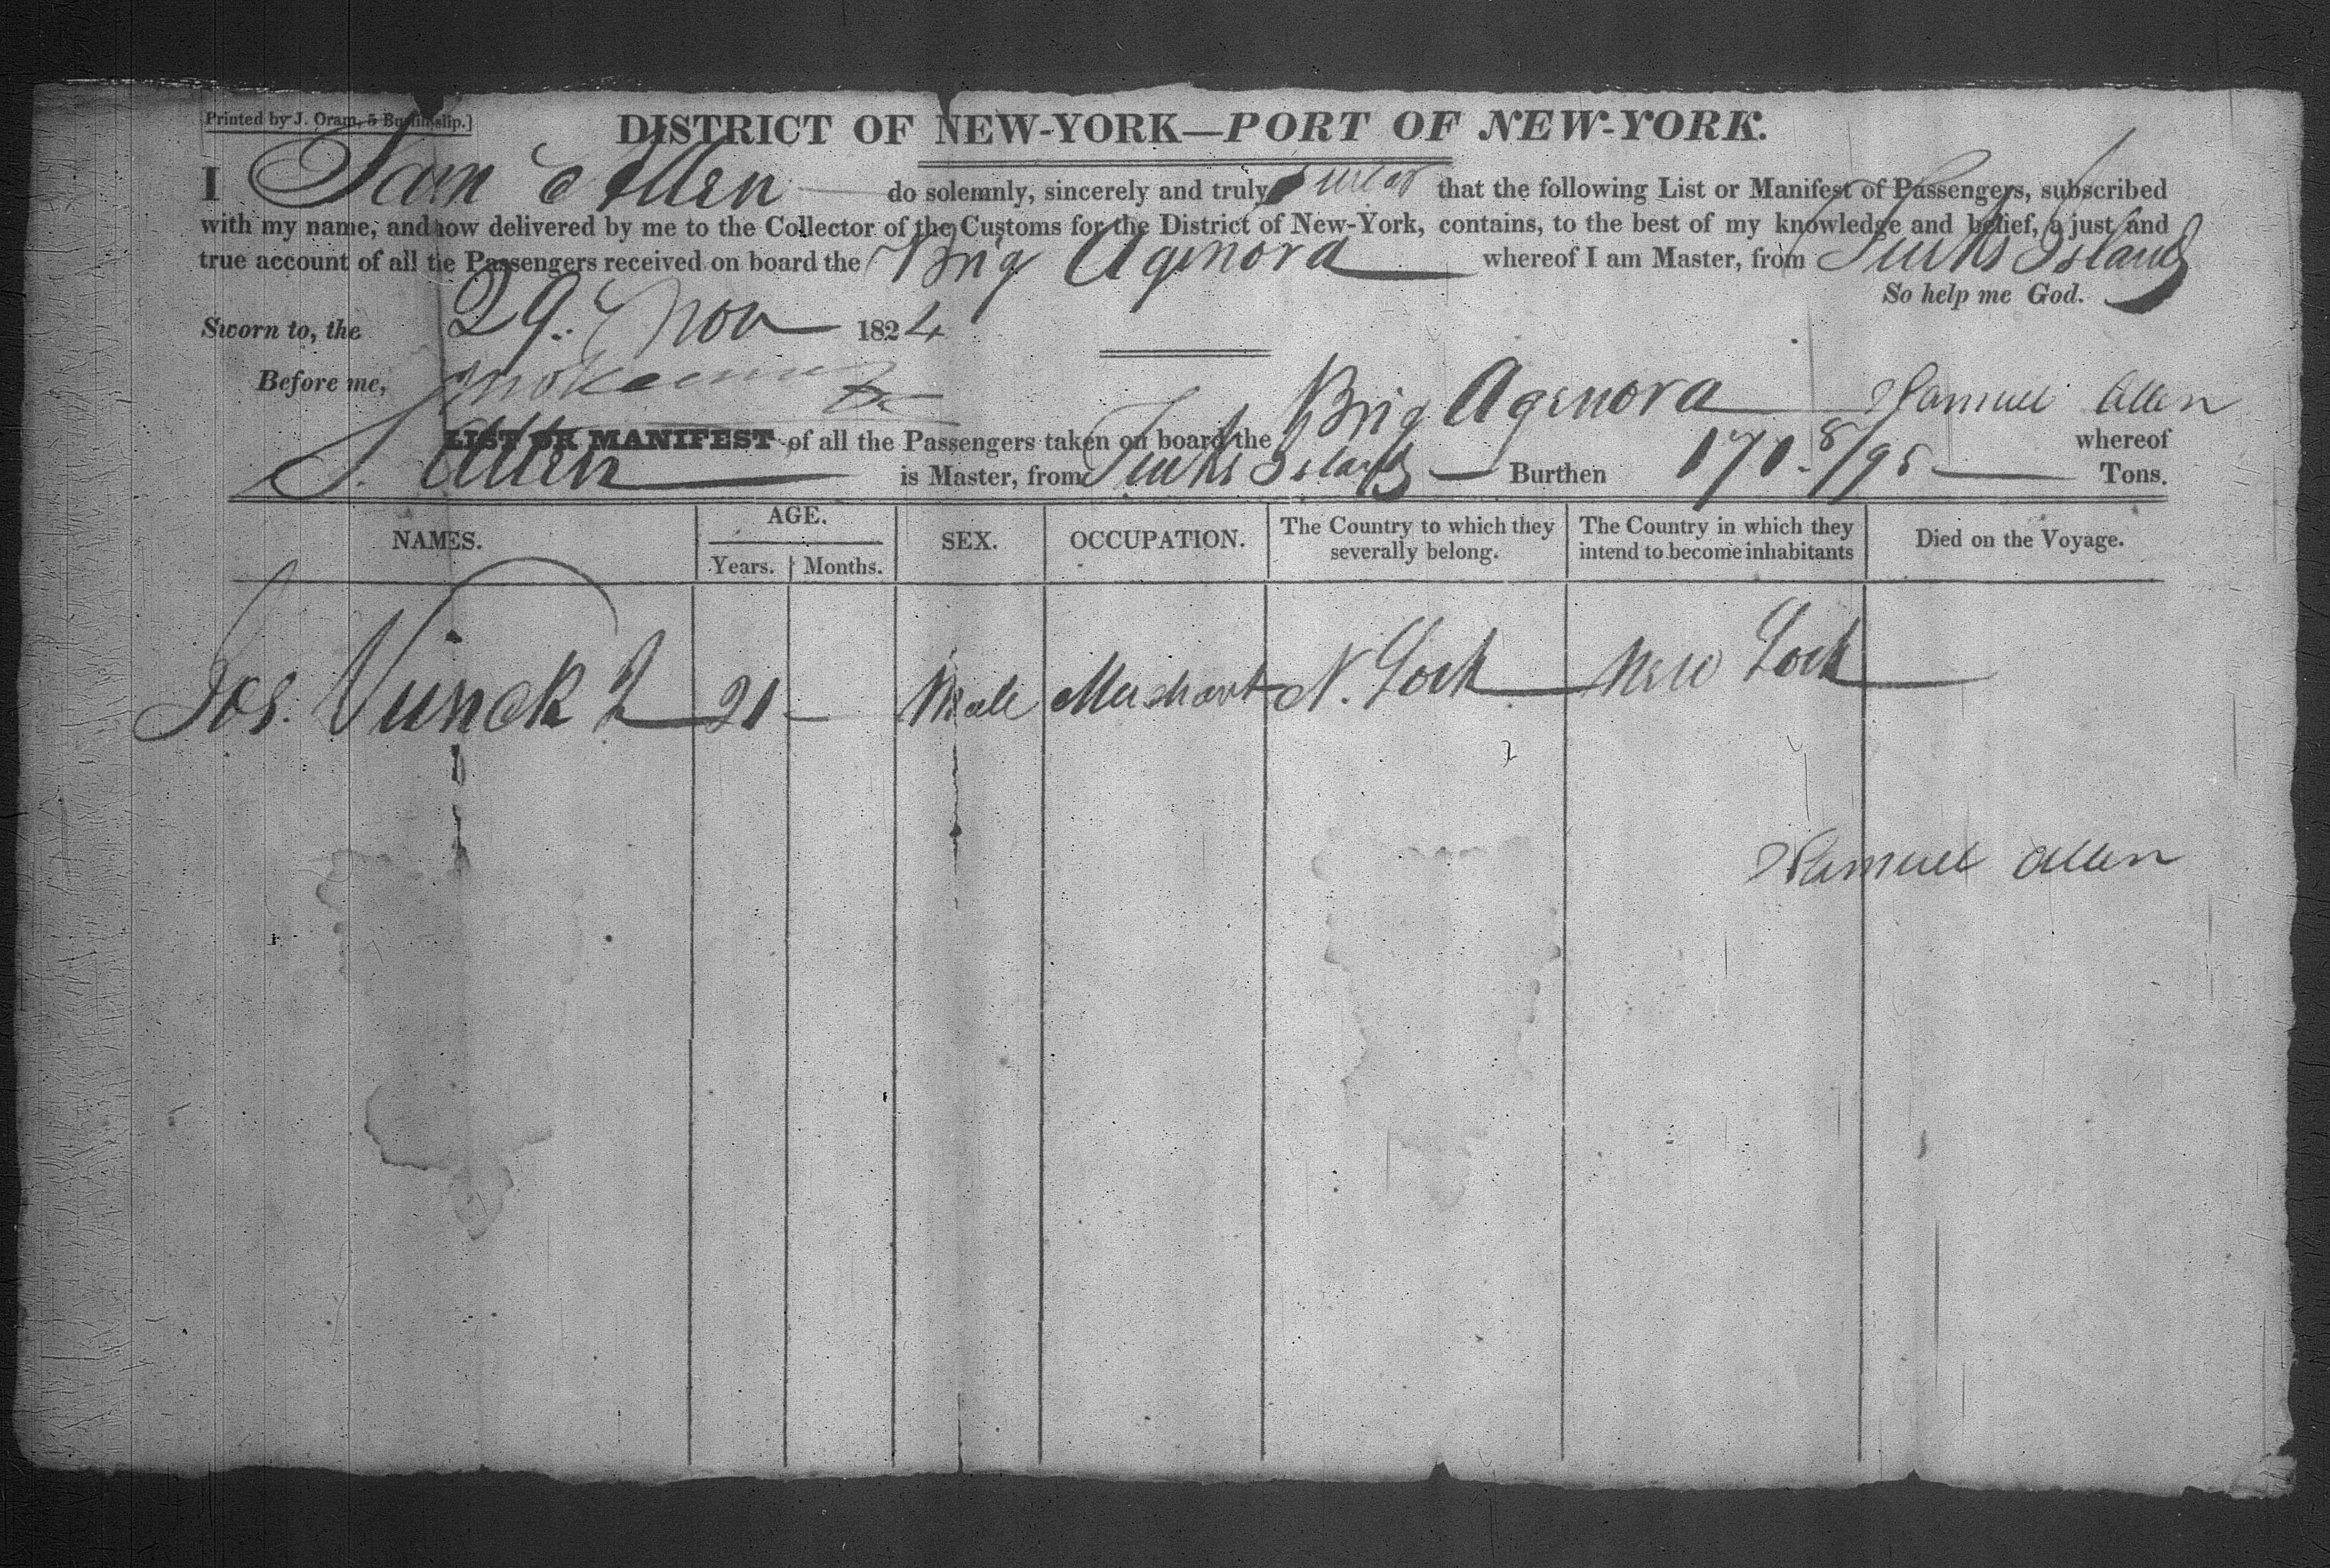 Printed by J. Oram, 5 Burling slip.]
DISTRICT OF NEW-YORK—PORT OF NEW-YORK.
I Sam Allen do solemnly, sincerely and truly swear that the following List or Manifest of Passengers, subscribed
with my name, and now delivered by me to the Collector of the Customs for the District of New-York, contains, to the best of my knowledge and belief, a just and
true account of all the Passengers received on board the Brig Agenora whereof I am Master, from Turks Island
So help me God.
Sworn to, the 29. Nov 1824
Before me,
Samuel Allen
LIST OR MANIFEST of all the Passengers taken on board the Brig Agenora whereof
S. Allen is Master, from Turks Island Burthen 170. 8/95 Tons.
NAMES. AGE. SEX. OCCUPATION. The Country to which they severally belong. The Country in which they intend to become inhabitants Died on the Voyage.
Years. Months.
Jos. 21 Male Merchant N. York New York
Samuel Allen